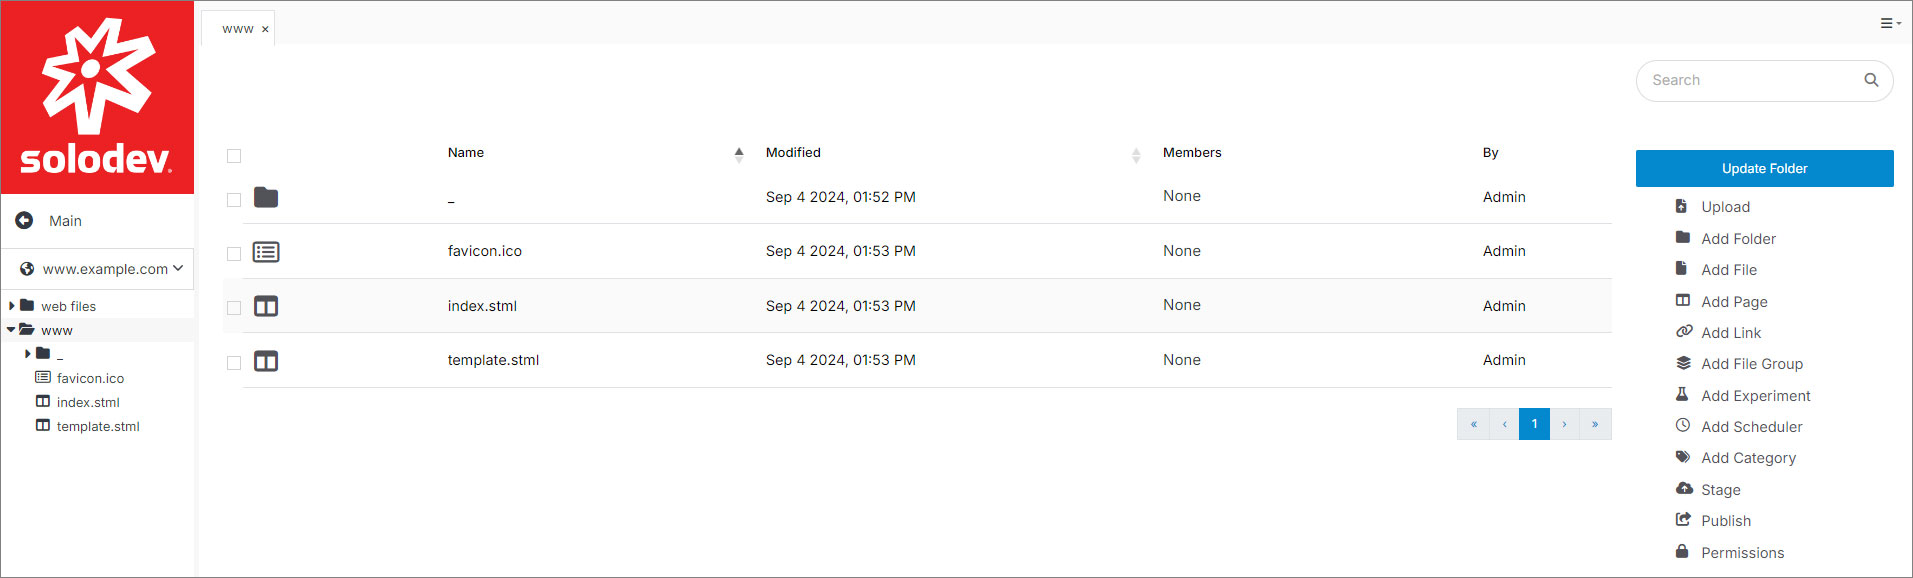 solodev
Main
www.example.com
web files
www
_
favicon.ico
index.stml
template.stml
www ×
Search
Name Modified Members By
_ Sep 4 2024, 01:52 PM None Admin
favicon.ico Sep 4 2024, 01:53 PM None Admin
index.stml Sep 4 2024, 01:53 PM None Admin
template.stml Sep 4 2024, 01:53 PM None Admin
« ‹ 1 › »
Update Folder
Upload
Add Folder
Add File
Add Page
Add Link
Add File Group
Add Experiment
Add Scheduler
Add Category
Stage
Publish
Permissions